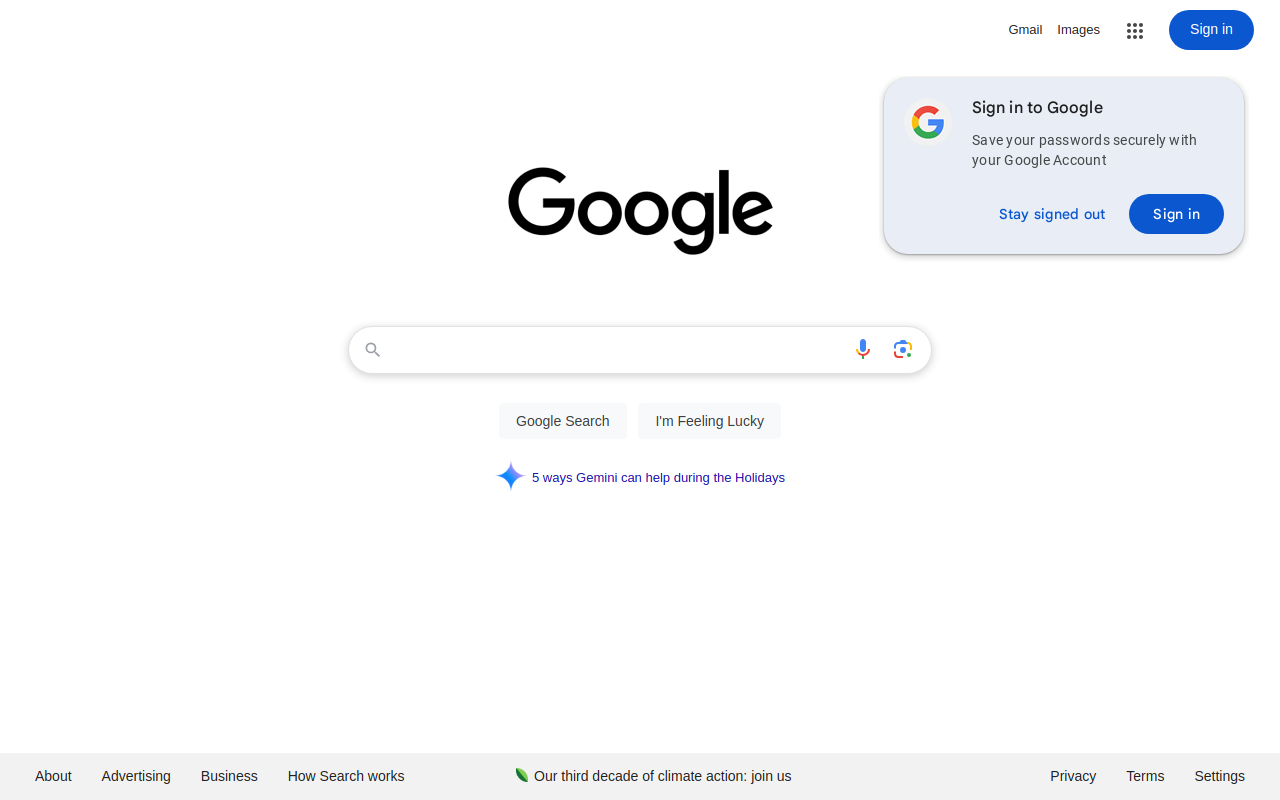 Gmail Images Sign in
Sign in to Google
Save your passwords securely with
your Google Account
Stay signed out Sign in
Google
Google Search I'm Feeling Lucky
5 ways Gemini can help during the Holidays
About Advertising Business How Search works Our third decade of climate action: join us Privacy Terms Settings